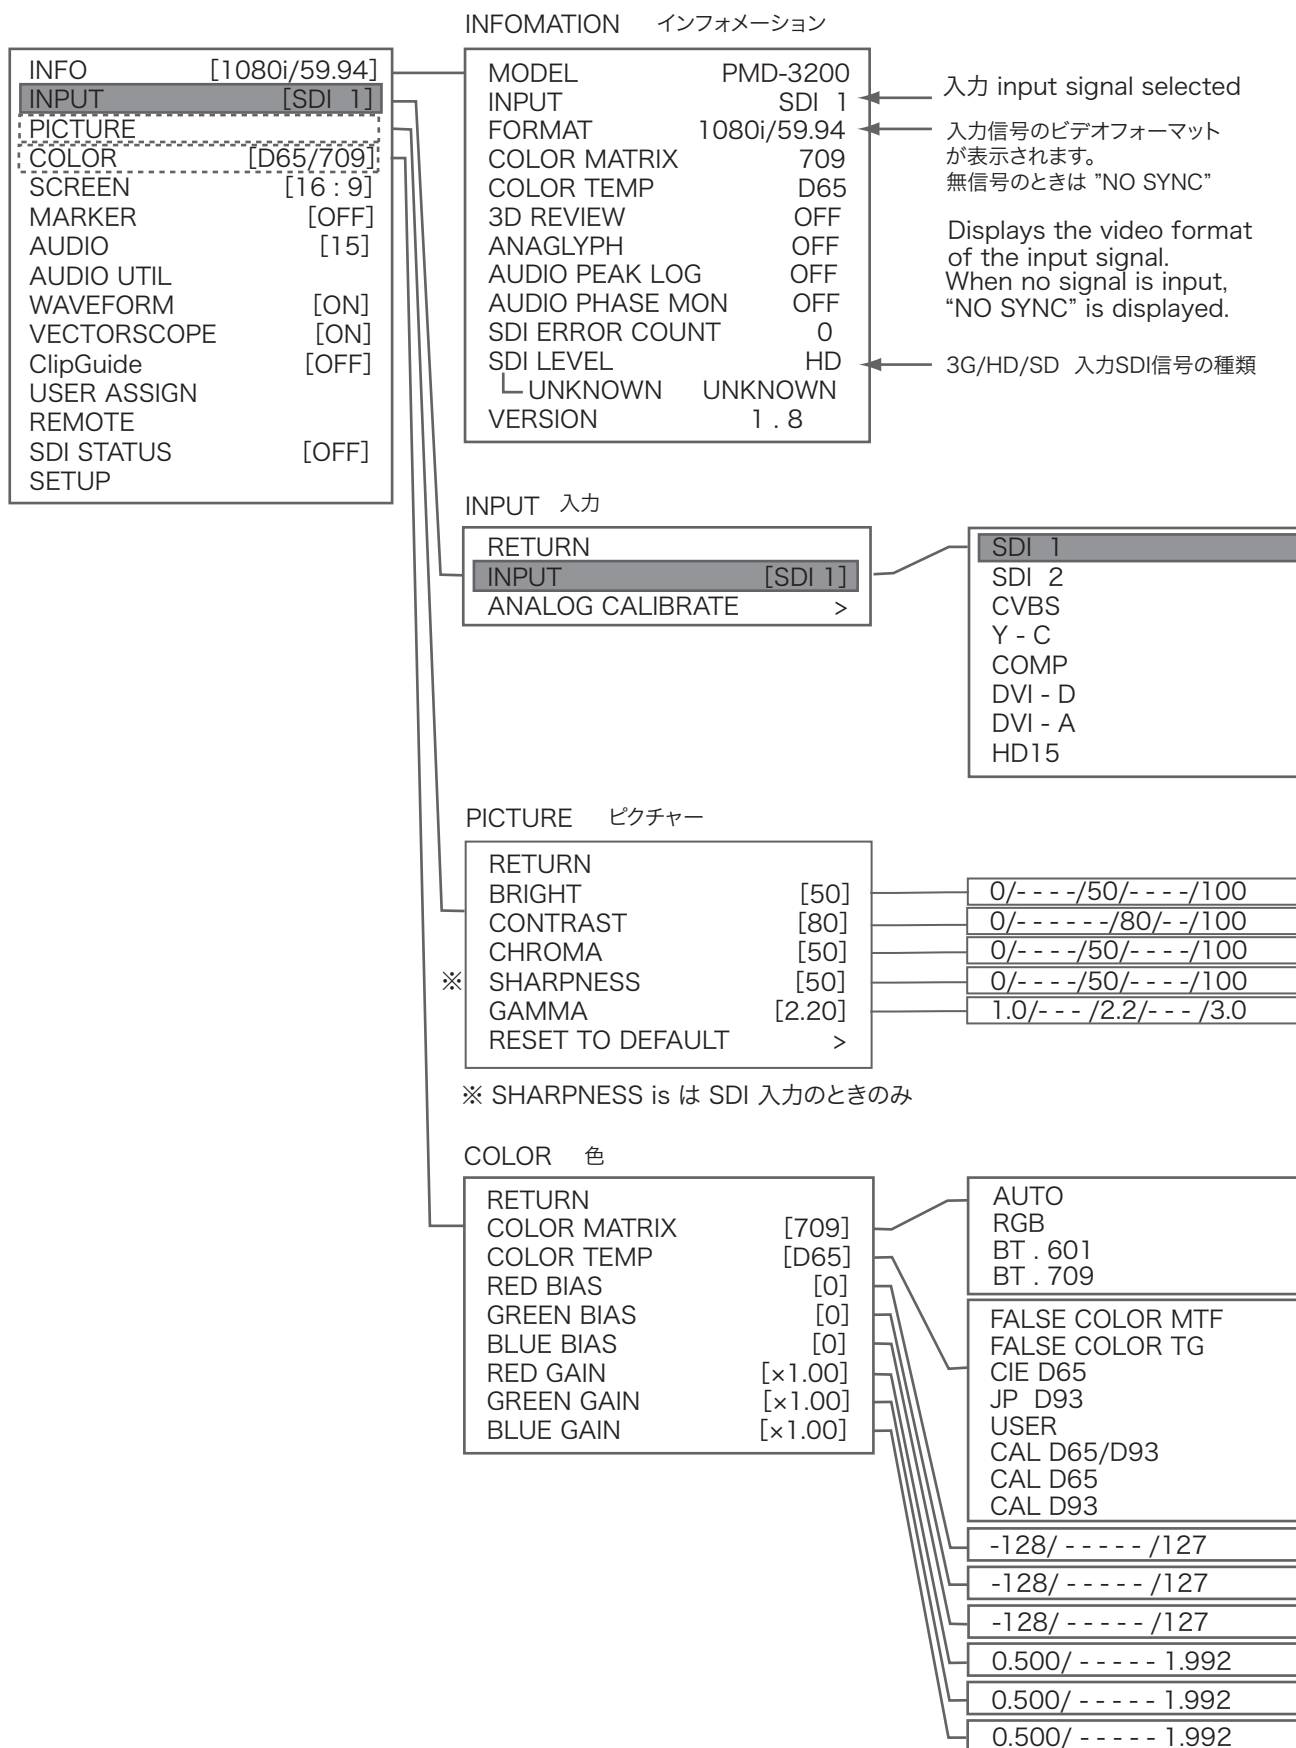 INFO [1080i/59.94]
INPUT [SDI 1]
PICTURE
COLOR [D65/709]
SCREEN [16 : 9]
MARKER [OFF]
AUDIO [15]
AUDIO UTIL
WAVEFORM [ON]
VECTORSCOPE [ON]
ClipGuide [OFF]
USER ASSIGN
REMOTE
SDI STATUS [OFF]
SETUP
INFOMATION インフォメーション
MODEL PMD-3200
INPUT SDI 1
FORMAT 1080i/59.94
COLOR MATRIX 709
COLOR TEMP D65
3D REVIEW OFF
ANAGLYPH OFF
AUDIO PEAK LOG OFF
AUDIO PHASE MON OFF
SDI ERROR COUNT 0
SDI LEVEL HD
UNKNOWN UNKNOWN
VERSION 1 . 8
入力 input signal selected
入力信号のビデオフォーマット
が表示されます。
無信号のときは ”NO SYNC”
Displays the video format
of the input signal.
When no signal is input,
“NO SYNC” is displayed.
3G/HD/SD 入力SDI信号の種類
INPUT 入力
RETURN
INPUT [SDI 1]
ANALOG CALIBRATE >
SDI 1
SDI 2
CVBS
Y - C
COMP
DVI - D
DVI - A
HD15
PICTURE ピクチャー
RETURN
BRIGHT [50]
CONTRAST [80]
CHROMA [50]
※ SHARPNESS [50]
GAMMA [2.20]
RESET TO DEFAULT >
0/- - - -/50/- - - -/100
0/- - - - - -/80/- -/100
0/- - - -/50/- - - -/100
0/- - - -/50/- - - -/100
1.0/- - - /2.2/- - - /3.0
※ SHARPNESS is は SDI 入力のときのみ
COLOR 色
RETURN
COLOR MATRIX [709]
COLOR TEMP [D65]
RED BIAS [0]
GREEN BIAS [0]
BLUE BIAS [0]
RED GAIN [×1.00]
GREEN GAIN [×1.00]
BLUE GAIN [×1.00]
AUTO
RGB
BT . 601
BT . 709
FALSE COLOR MTF
FALSE COLOR TG
CIE D65
JP D93
USER
CAL D65/D93
CAL D65
CAL D93
-128/ - - - - - /127
-128/ - - - - - /127
-128/ - - - - - /127
0.500/ - - - - - 1.992
0.500/ - - - - - 1.992
0.500/ - - - - - 1.992